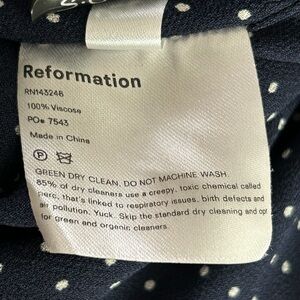 Reformation
RN143246
100% Viscose
PO# 7543
Made in China
GREEN DRY CLEAN, DO NOT MACHINE WASH.
85% of dry cleaners use a creepy, toxic chemical called
perc, that's linked to respiratory issues, birth defects and
air pollution. Yuck. Skip the standard dry cleaning and opt
for green and organic cleaners.